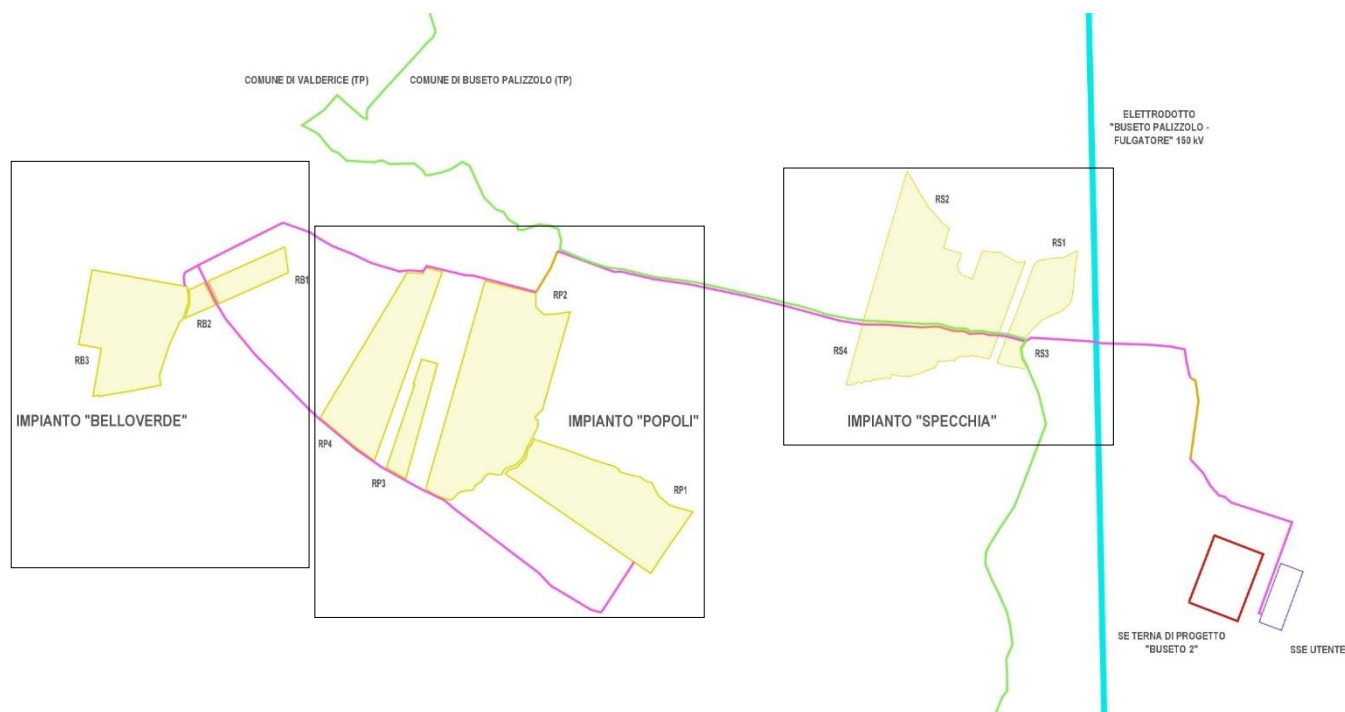 COMUNE DI VALDERICE (TP)
COMUNE DI BUSETO PALIZZOLO (TP)
ELETTRODOTTO
"BUSETO PALIZZOLO -
FULGATORE" 150 kV
RS2
RS1
RB1
RP2
RB2
RS4
RS3
RB3
IMPIANTO "BELLOVERDE"
IMPIANTO "POPOLI"
IMPIANTO "SPECCHIA"
RP4
RP3
RP1
SE TERNA DI PROGETTO
"BUSETO 2"
SSE UTENTE